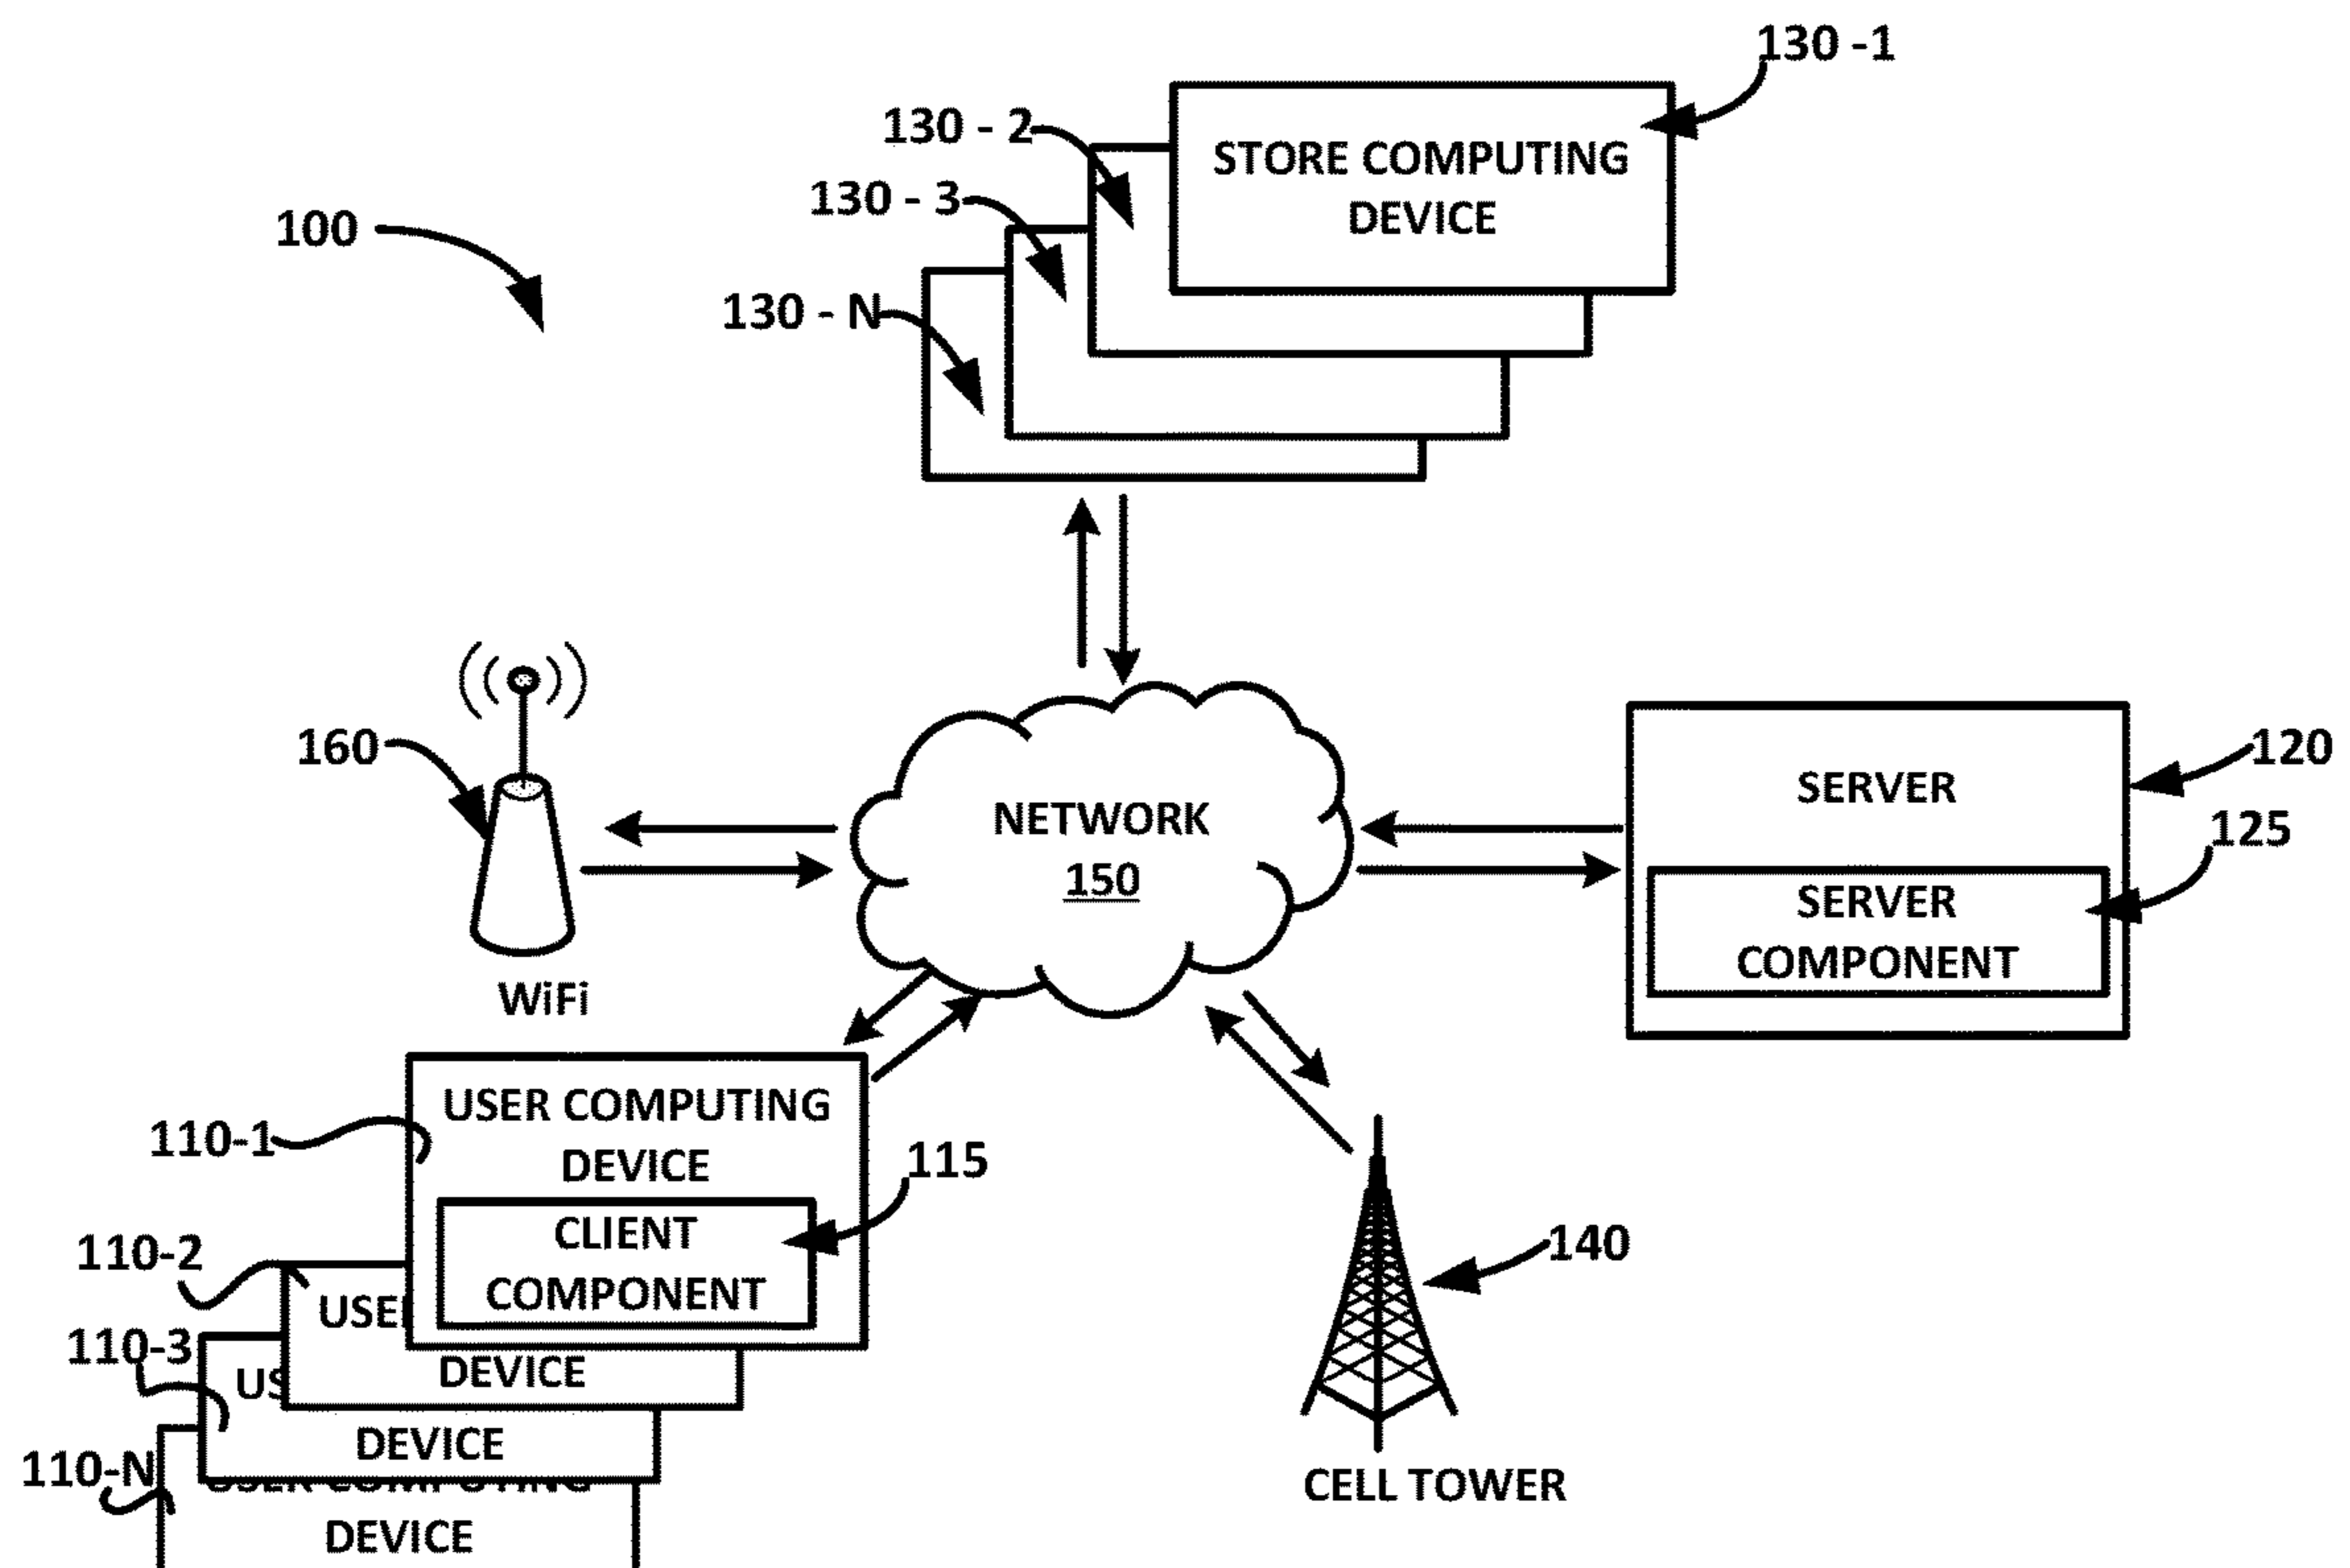 130 -1
130 - 2
STORE COMPUTING
DEVICE
130 - 3
100
130 - N
160
NETWORK
150
SERVER
120
125
SERVER
COMPONENT
WiFi
USER COMPUTING
DEVICE
110-1
115
CLIENT
COMPONENT
110-2
140
110-3
DEVICE
DEVICE
110-N
CELL TOWER
DEVICE